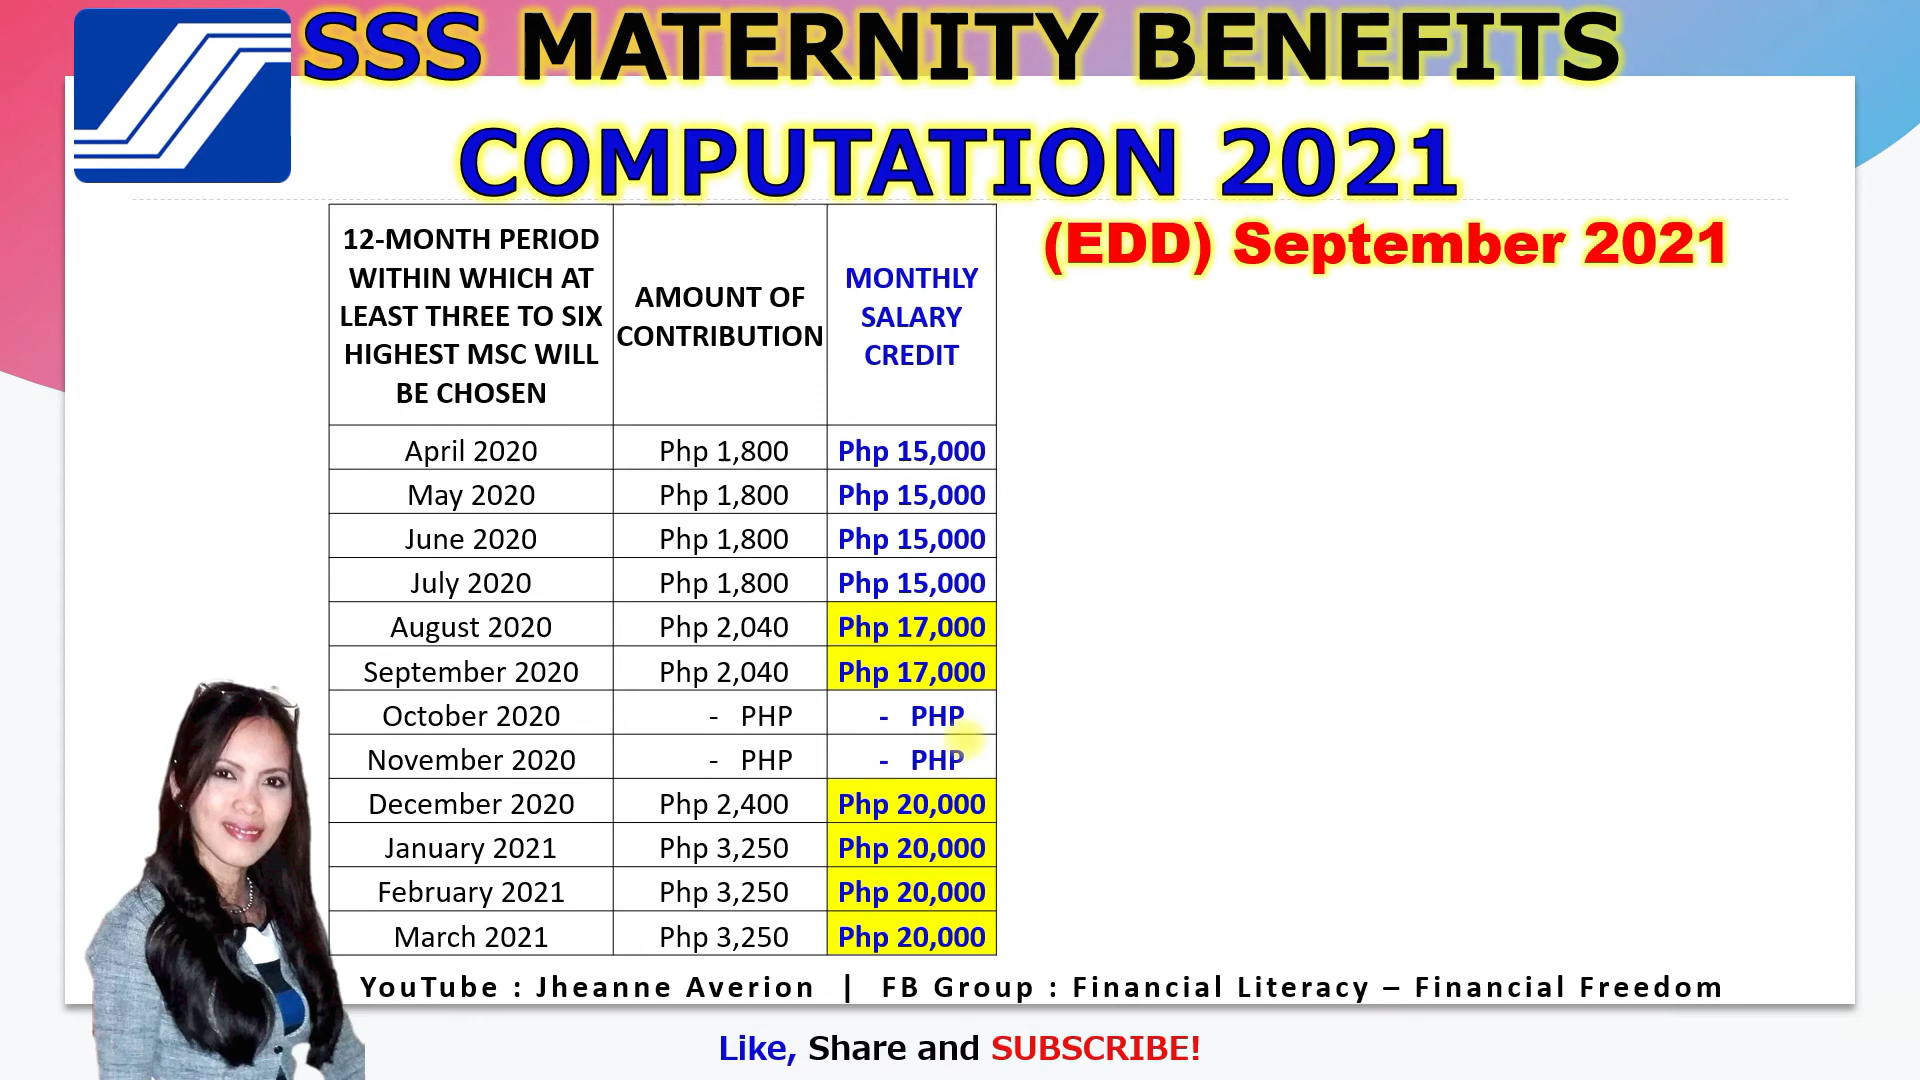 SSS MATERNITY BENEFITS
COMPUTATION 2021
(EDD) September 2021
12-MONTH PERIOD
WITHIN WHICH AT
LEAST THREE TO SIX
HIGHEST MSC WILL
BE CHOSEN
AMOUNT OF
CONTRIBUTION
MONTHLY
SALARY
CREDIT
April 2020 Php 1,800 Php 15,000
May 2020 Php 1,800 Php 15,000
June 2020 Php 1,800 Php 15,000
July 2020 Php 1,800 Php 15,000
August 2020 Php 2,040 Php 17,000
September 2020 Php 2,040 Php 17,000
October 2020 - PHP - PHP
November 2020 - PHP - PHP
December 2020 Php 2,400 Php 20,000
January 2021 Php 3,250 Php 20,000
February 2021 Php 3,250 Php 20,000
March 2021 Php 3,250 Php 20,000
YouTube : Jheanne Averion | FB Group : Financial Literacy – Financial Freedom
Like, Share and SUBSCRIBE!